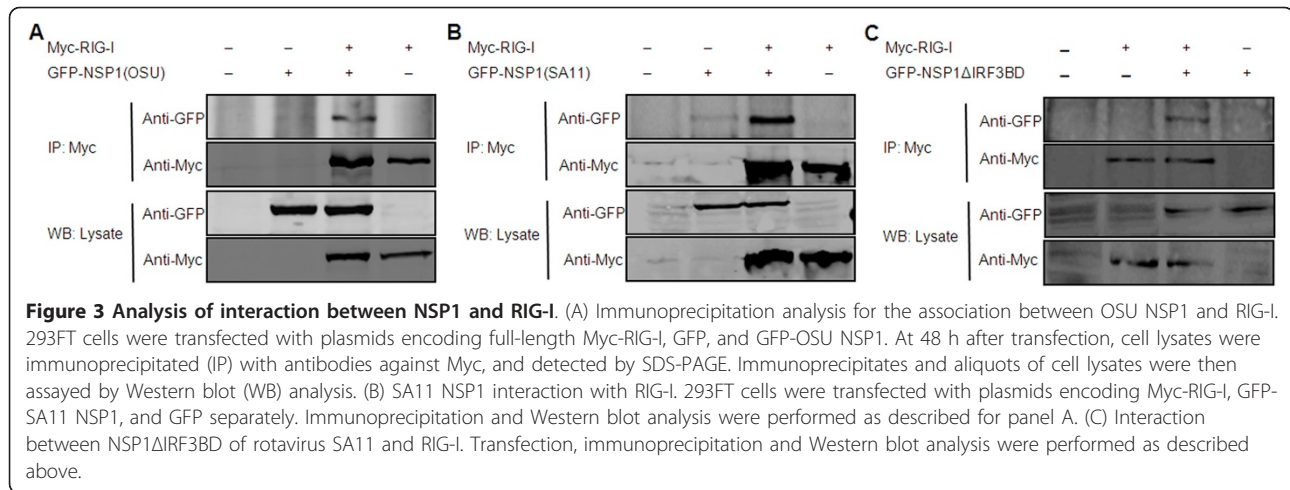 A B C
Myc-RIG-I – – + + Myc-RIG-I – – + + Myc-RIG-I – + + –
GFP-NSP1(OSU) – + + – GFP-NSP1(SA11) – + + – GFP-NSP1ΔIRF3BD – – + +
Anti-GFP Anti-GFP Anti-GFP
IP: Myc IP: Myc IP: Myc
Anti-Myc Anti-Myc Anti-Myc
Anti-GFP Anti-GFP Anti-GFP
WB: Lysate WB: Lysate WB: Lysate
Anti-Myc Anti-Myc Anti-Myc
Figure 3 Analysis of interaction between NSP1 and RIG-I. (A) Immunoprecipitation analysis for the association between OSU NSP1 and RIG-I.
293FT cells were transfected with plasmids encoding full-length Myc-RIG-I, GFP, and GFP-OSU NSP1. At 48 h after transfection, cell lysates were
immunoprecipitated (IP) with antibodies against Myc, and detected by SDS-PAGE. Immunoprecipitates and aliquots of cell lysates were then
assayed by Western blot (WB) analysis. (B) SA11 NSP1 interaction with RIG-I. 293FT cells were transfected with plasmids encoding Myc-RIG-I, GFP-
SA11 NSP1, and GFP separately. Immunoprecipitation and Western blot analysis were performed as described for panel A. (C) Interaction
between NSP1ΔIRF3BD of rotavirus SA11 and RIG-I. Transfection, immunoprecipitation and Western blot analysis were performed as described
above.